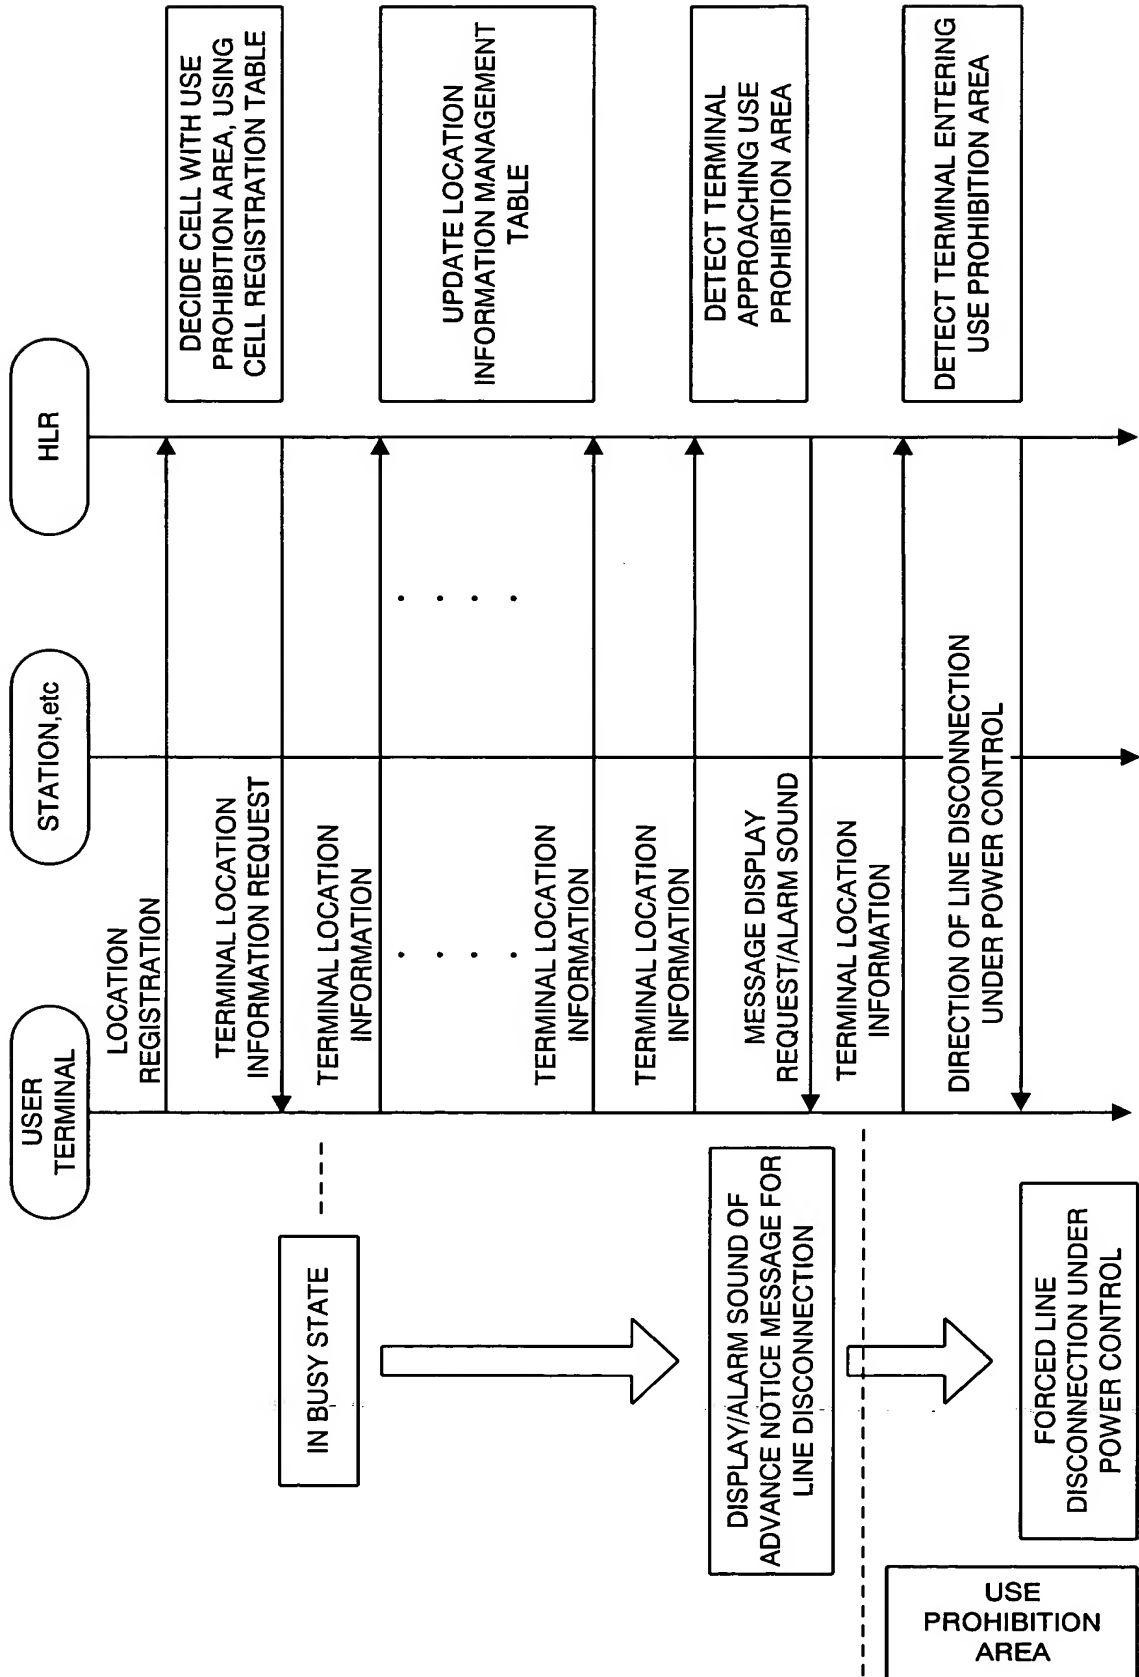 USER
TERMINAL
STATION,etc
HLR
LOCATION
REGISTRATION
DECIDE CELL WITH USE
PROHIBITION AREA, USING
CELL REGISTRATION TABLE
TERMINAL LOCATION
INFORMATION REQUEST
IN BUSY STATE
TERMINAL LOCATION
INFORMATION
UPDATE LOCATION
INFORMATION MANAGEMENT
TABLE
TERMINAL LOCATION
INFORMATION
TERMINAL LOCATION
INFORMATION
DETECT TERMINAL
APPROACHING USE
PROHIBITION AREA
MESSAGE DISPLAY
REQUEST/ALARM SOUND
DISPLAY/ALARM SOUND OF
ADVANCE NOTICE MESSAGE FOR
LINE DISCONNECTION
TERMINAL LOCATION
INFORMATION
DETECT TERMINAL ENTERING
USE PROHIBITION AREA
DIRECTION OF LINE DISCONNECTION
UNDER POWER CONTROL
FORCED LINE
DISCONNECTION UNDER
POWER CONTROL
USE
PROHIBITION
AREA